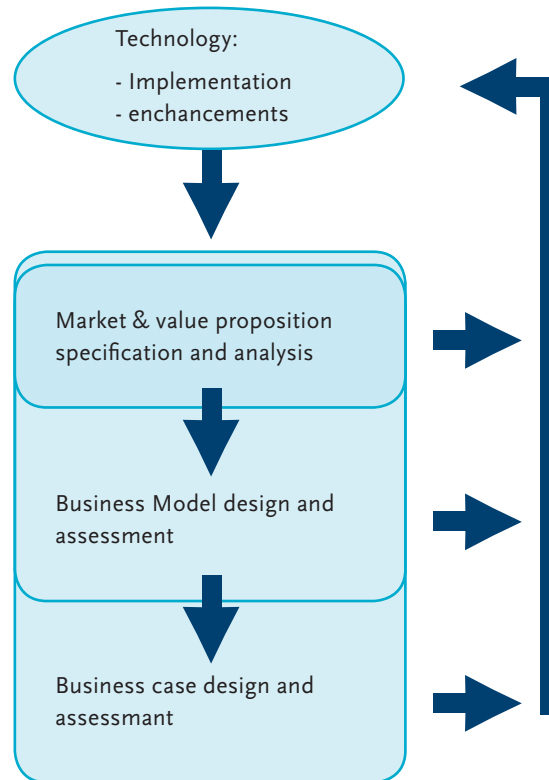 Technology:
- Implementation
- enchancements
Market & value proposition
specification and analysis
Business Model design and
assessment
Business case design and
assessmant